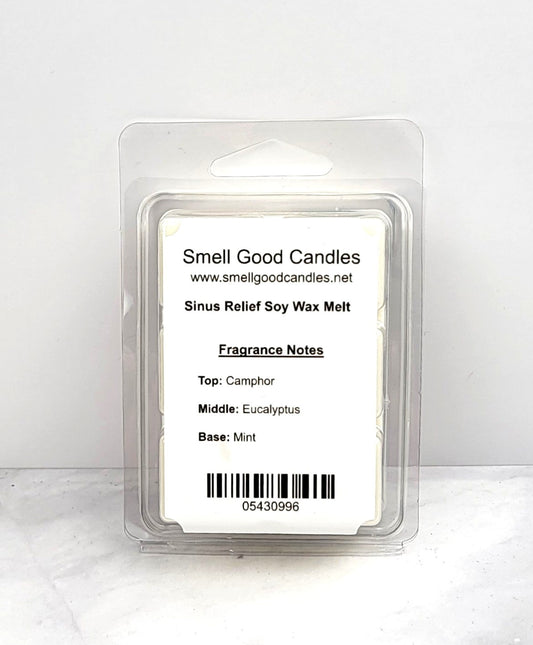 Smell Good Candles
www.smellgoodcandles.net
Sinus Relief Soy Wax Melt
Fragrance Notes
Top: Camphor
Middle: Eucalyptus
Base: Mint
05430996